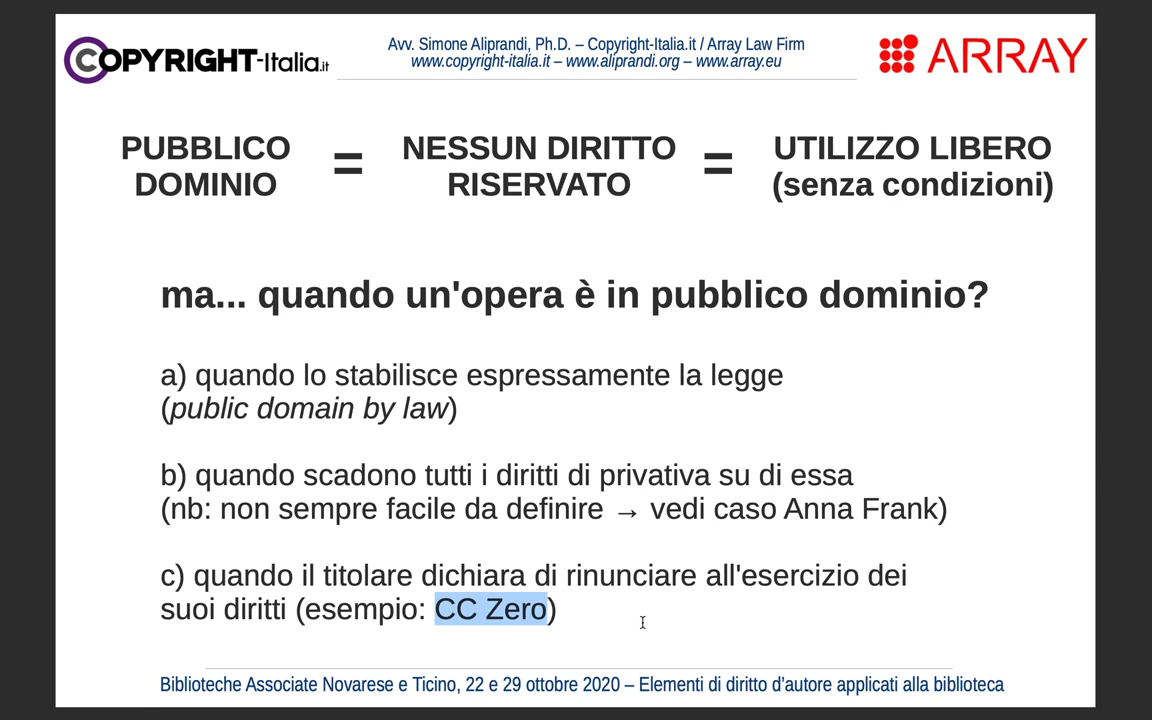 COPYRIGHT-Italia.it
Avv. Simone Aliprandi, Ph.D. – Copyright-Italia.it / Array Law Firm
www.copyright-italia.it – www.aliprandi.org – www.array.eu
ARRAY
PUBBLICO DOMINIO = NESSUN DIRITTO RISERVATO = UTILIZZO LIBERO (senza condizioni)
ma... quando un'opera è in pubblico dominio?
a) quando lo stabilisce espressamente la legge
(public domain by law)
b) quando scadono tutti i diritti di privativa su di essa
(nb: non sempre facile da definire → vedi caso Anna Frank)
c) quando il titolare dichiara di rinunciare all'esercizio dei
suoi diritti (esempio: CC Zero)
Biblioteche Associate Novarese e Ticino, 22 e 29 ottobre 2020 – Elementi di diritto d'autore applicati alla biblioteca